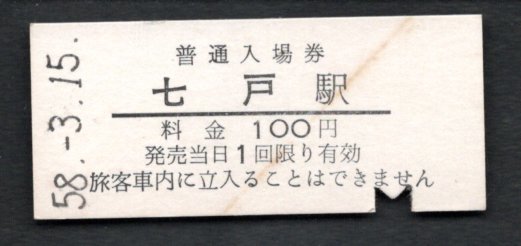 58.-3.15.
普通入場券
七戸駅
料金 100円
発売当日1回限り有効
旅客車内に立入ることはできません